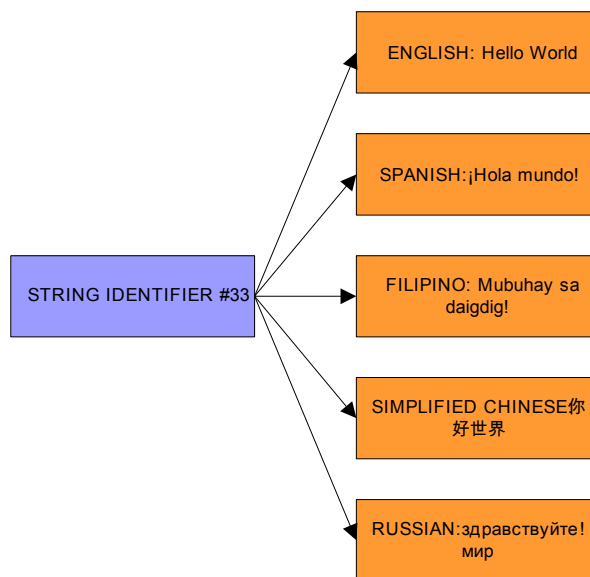 ENGLISH: Hello World
SPANISH:¡Hola mundo!
STRING IDENTIFIER #33
FILIPINO: Mubuhay sa
daigdig!
SIMPLIFIED CHINESE你
好世界
RUSSIAN:здравствуйте!
мир